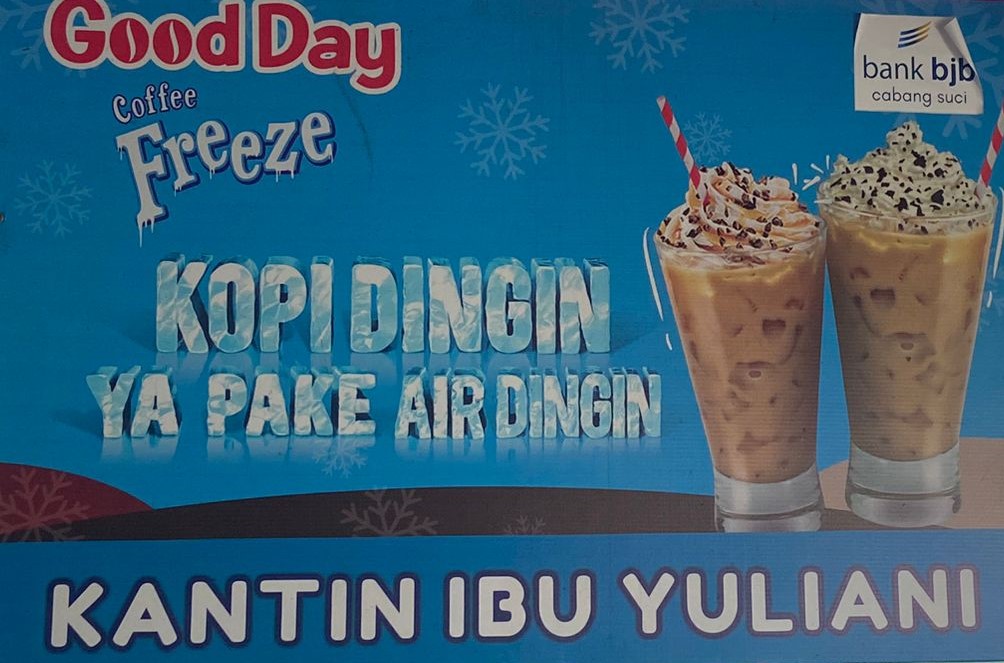 Good Day
Coffee
Freeze
bank bjb
cabang suci
KOPI DINGIN
YA PAKE AIR DINGIN
KANTIN IBU YULIANI